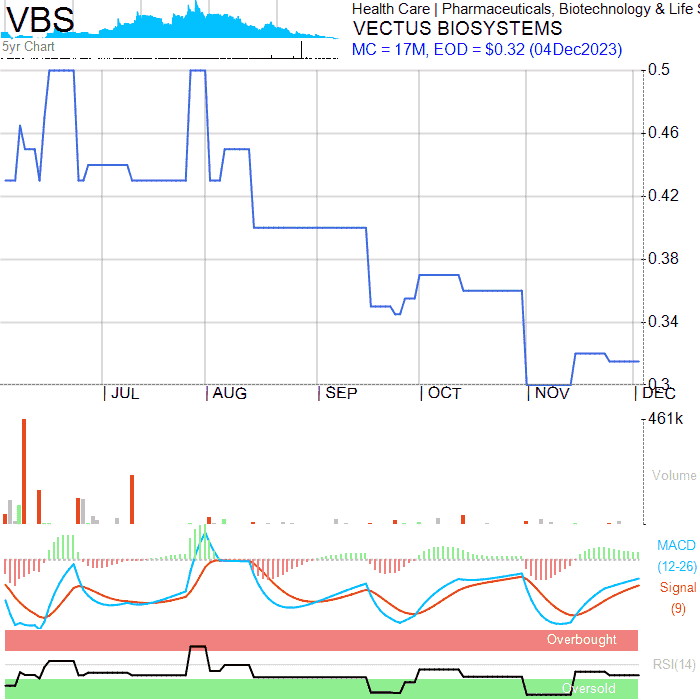 VBS
Health Care | Pharmaceuticals, Biotechnology & Life S
VECTUS BIOSYSTEMS
5yr Chart
MC = 17M, EOD = $0.32 (04Dec2023)
0.5
0.46
0.42
0.38
0.34
0.3
JUL AUG SEP OCT NOV DEC
461k
Volume
MACD
(12-26)
Signal
(9)
Overbought
RSI(14)
Oversold